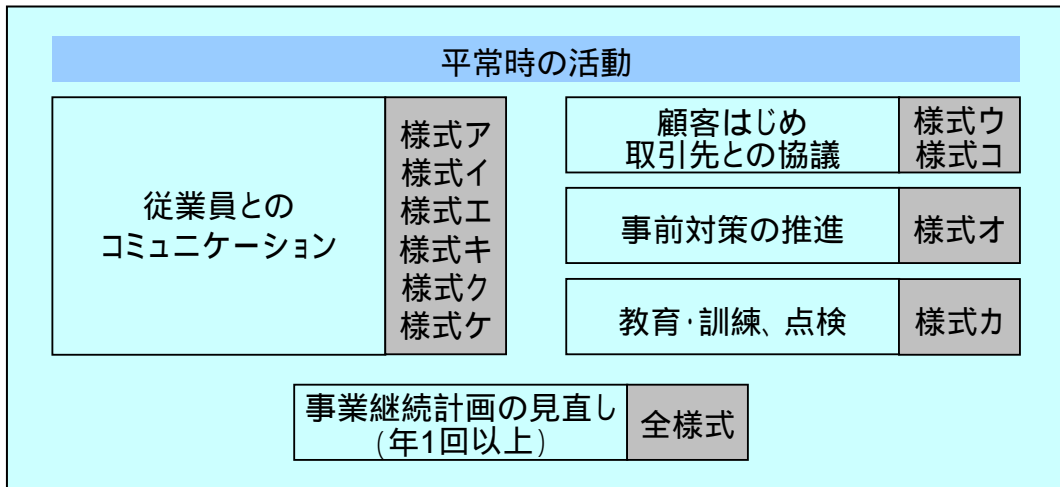 平常時の活動
従業員との
コミュニケーション
様式ア
様式イ
様式エ
様式キ
様式ク
様式ケ
顧客はじめ
取引先との協議
様式ウ
様式コ
事前対策の推進
様式オ
教育・訓練、点検
様式カ
事業継続計画の見直し
(年1回以上)
全様式